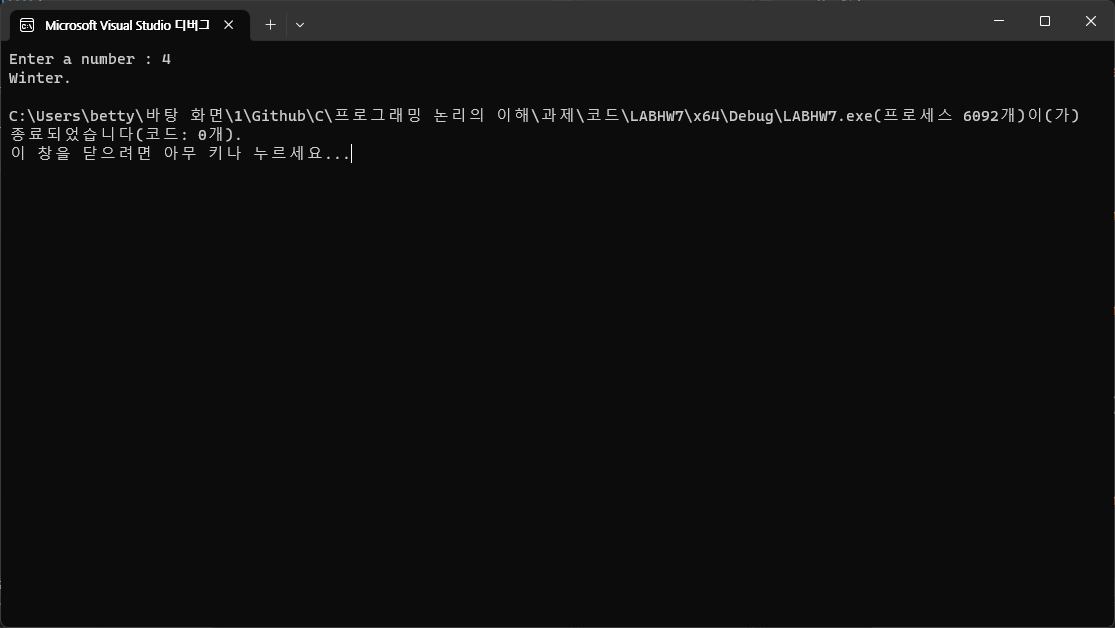 Microsoft Visual Studio 디버그
Enter a number : 4
Winter.
C:\Users\betty\바탕 화면\1\Github\C\프로그래밍 논리의 이해\과제\코드\LABHW7\x64\Debug\LABHW7.exe(프로세스 6092개)이(가)
종료되었습니다(코드: 0개).
이 창을 닫으려면 아무 키나 누르세요...